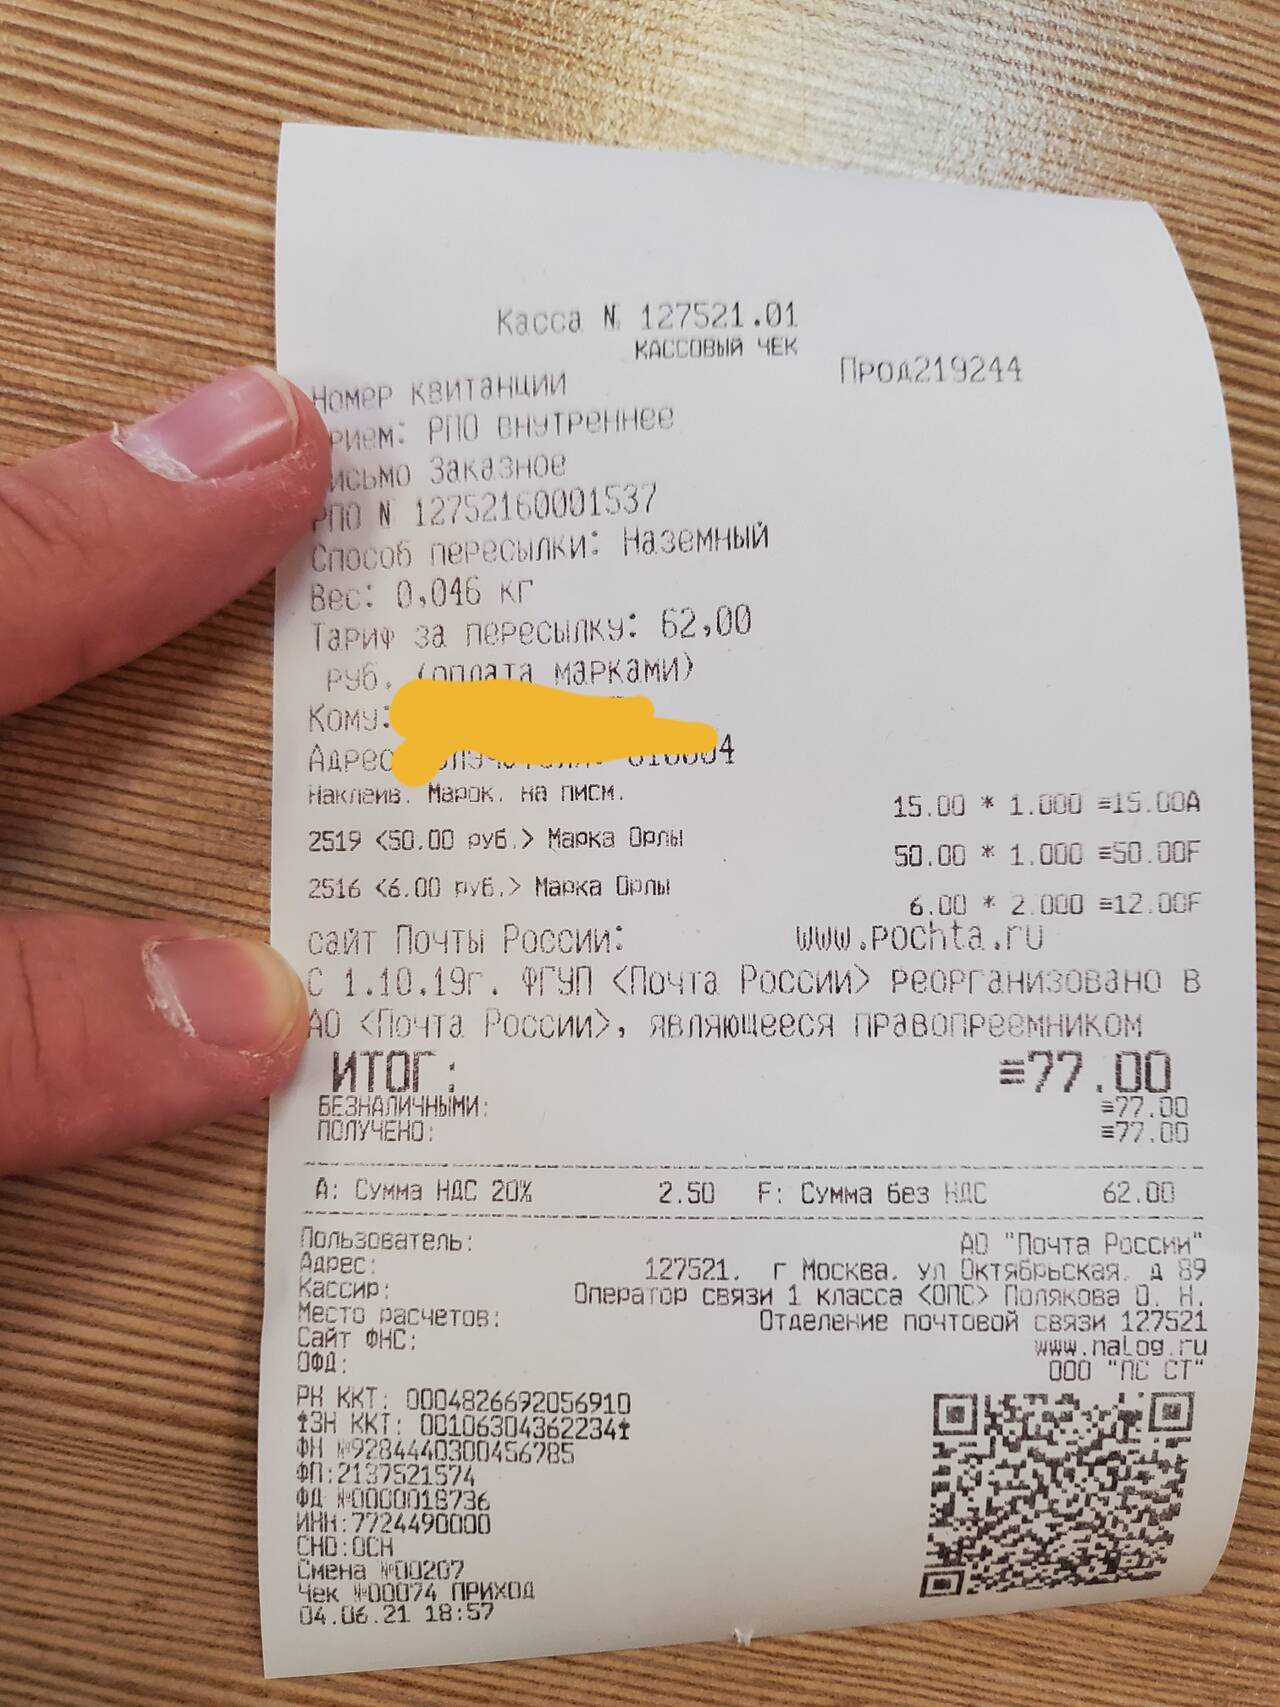 Касса № 127521.01
КАССОВЫЙ ЧЕК
Прод219244
Номер квитанции
рием: РПО внутреннее
исьмо Заказное
РПО № 12752160001537
Способ пересылки: Наземный
Вес: 0,046 кг
Тариф за пересылку: 62,00
руб. (оплата марками)
Кому:
Адрес
Наклеив. Марок. на писм.
15.00 * 1.000 ≡15.00А
2519 <50.00 руб.> Марка Орлы
50.00 * 1.000 ≡50.00F
2516 <6.00 руб.> Марка Орлы
6.00 * 2.000 ≡12.00F
сайт Почты России: www.pochta.ru
С 1.10.19г. ФГУП <Почта России> реорганизовано в
АО <Почта России>, являющееся правопреемником
ИТОГ: ≡77.00
БЕЗНАЛИЧНЫМИ: ≡77.00
ПОЛУЧЕНО: ≡77.00
А: Сумма НДС 20% 2.50 F: Сумма без НДС 62.00
Пользователь: АО "Почта России"
Адрес: 127521, г Москва, ул Октябрьская, д 89
Кассир: Оператор связи 1 класса <ОПС> Полякова О. Н.
Место расчетов: Отделение почтовой связи 127521
Сайт ФНС: www.nalog.ru
ОФД: ООО "ПС СТ"
РН ККТ: 0004826692056910
ЗН ККТ: 001063043622341
ФН №9284440300456785
ФП:2137521574
ФД №0000018736
ИНН:7724490000
СНО:ОСН
Смена №00207
Чек №00074 ПРИХОД
04.06.21 18:57